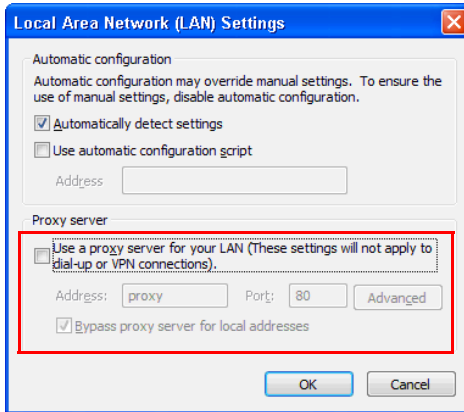 Local Area Network (LAN) Settings
Automatic configuration
Automatic configuration may override manual settings. To ensure the
use of manual settings, disable automatic configuration.
Automatically detect settings
Use automatic configuration script
Address
Proxy server
Use a proxy server for your LAN (These settings will not apply to
dial-up or VPN connections).
Address: proxy Port: 80 Advanced
Bypass proxy server for local addresses
OK Cancel